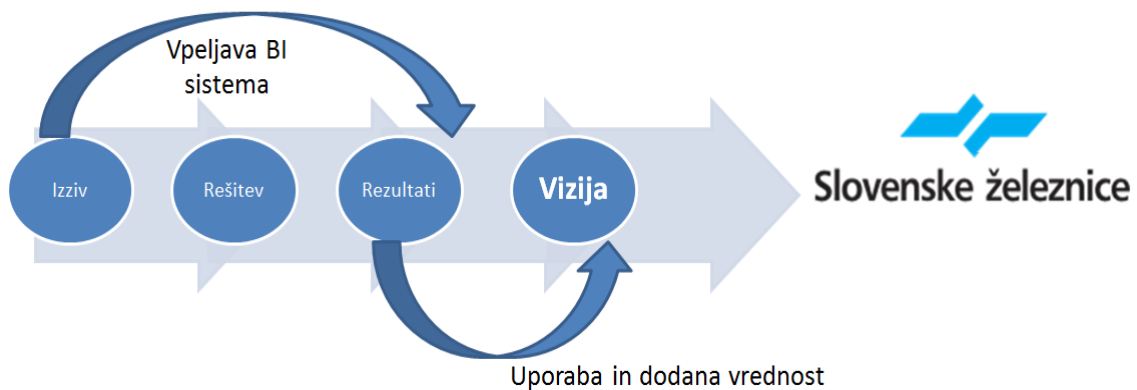 Vpeljava BI
sistema
Izziv
Rešitev
Rezultati
Vizija
Slovenske železnice
Uporaba in dodana vrednost